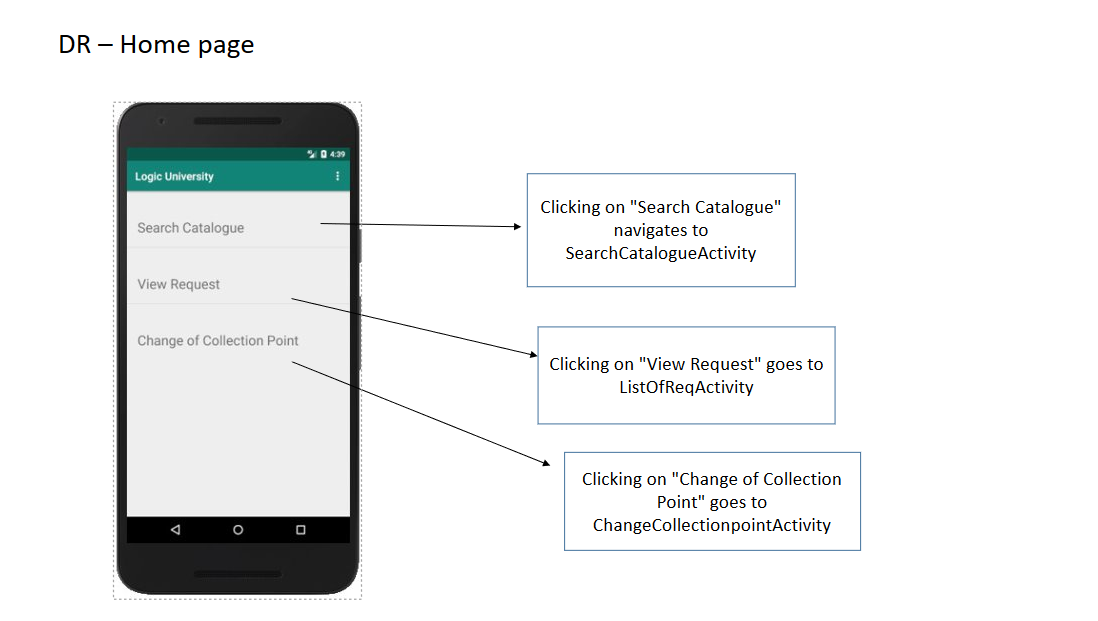 DR – Home page
4:39
Logic University
Search Catalogue
View Request
Change of Collection Point
Clicking on "Search Catalogue"
navigates to
SearchCatalogueActivity
Clicking on "View Request" goes to
ListOfReqActivity
Clicking on "Change of Collection
Point" goes to
ChangeCollectionpointActivity